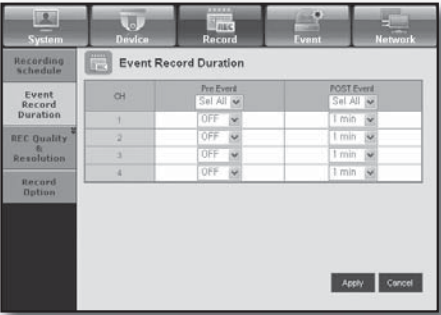 System
Device
REC
Record
Event
Network
Recording
Schedule
Event
Record
Duration
REC Quality
&
Resolution
Record
Option
Event Record Duration
CH
Pre Event
Sel All
POST Event
Sel All
1 OFF 1 min
2 OFF 1 min
3 OFF 1 min
4 OFF 1 min
Apply
Cancel